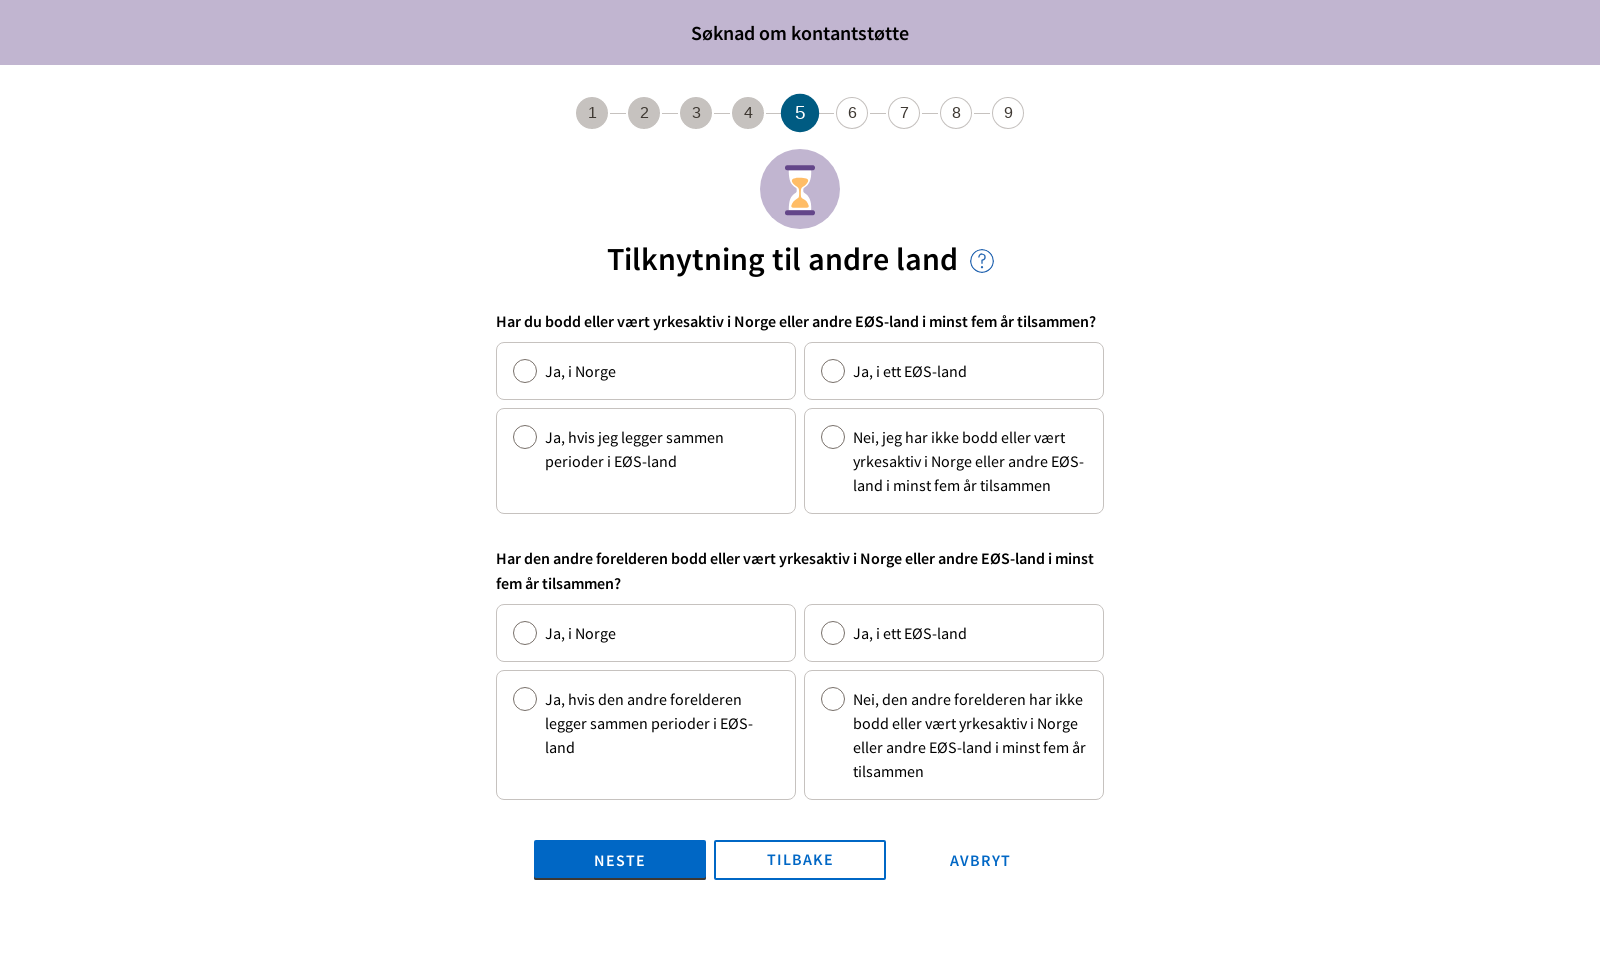 Søknad om kontantstøtte
1 2 3 4 5 6 7 8 9
Tilknytning til andre land ?
Har du bodd eller vært yrkesaktiv i Norge eller andre EØS-land i minst fem år tilsammen?
Ja, i Norge
Ja, i ett EØS-land
Ja, hvis jeg legger sammen
perioder i EØS-land
Nei, jeg har ikke bodd eller vært
yrkesaktiv i Norge eller andre EØS-
land i minst fem år tilsammen
Har den andre forelderen bodd eller vært yrkesaktiv i Norge eller andre EØS-land i minst
fem år tilsammen?
Ja, i Norge
Ja, i ett EØS-land
Ja, hvis den andre forelderen
legger sammen perioder i EØS-
land
Nei, den andre forelderen har ikke
bodd eller vært yrkesaktiv i Norge
eller andre EØS-land i minst fem år
tilsammen
NESTE
TILBAKE
AVBRYT